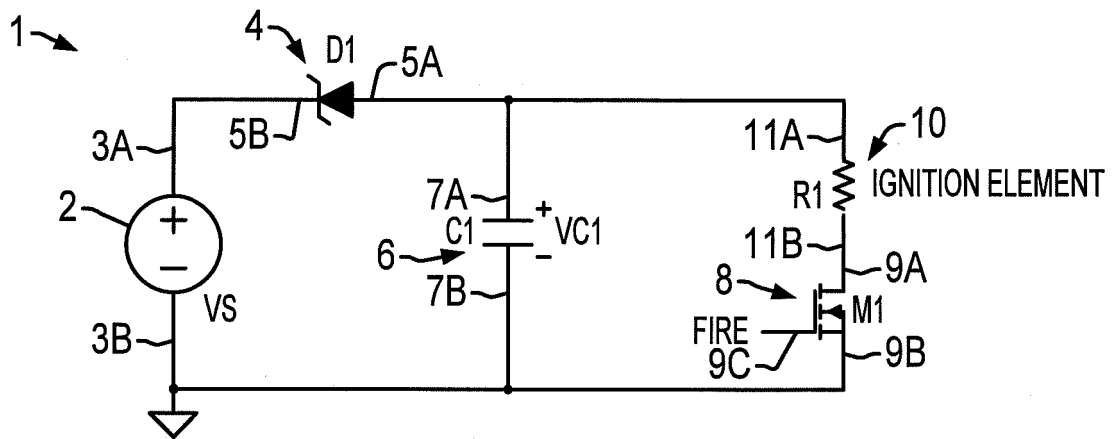 1
4
D1
5A
5B
3A
11A
10
R1
IGNITION ELEMENT
2
+
−
7A
+
C1
VC1
6
−
11B
9A
VS
7B
8
M1
3B
FIRE
9C
9B